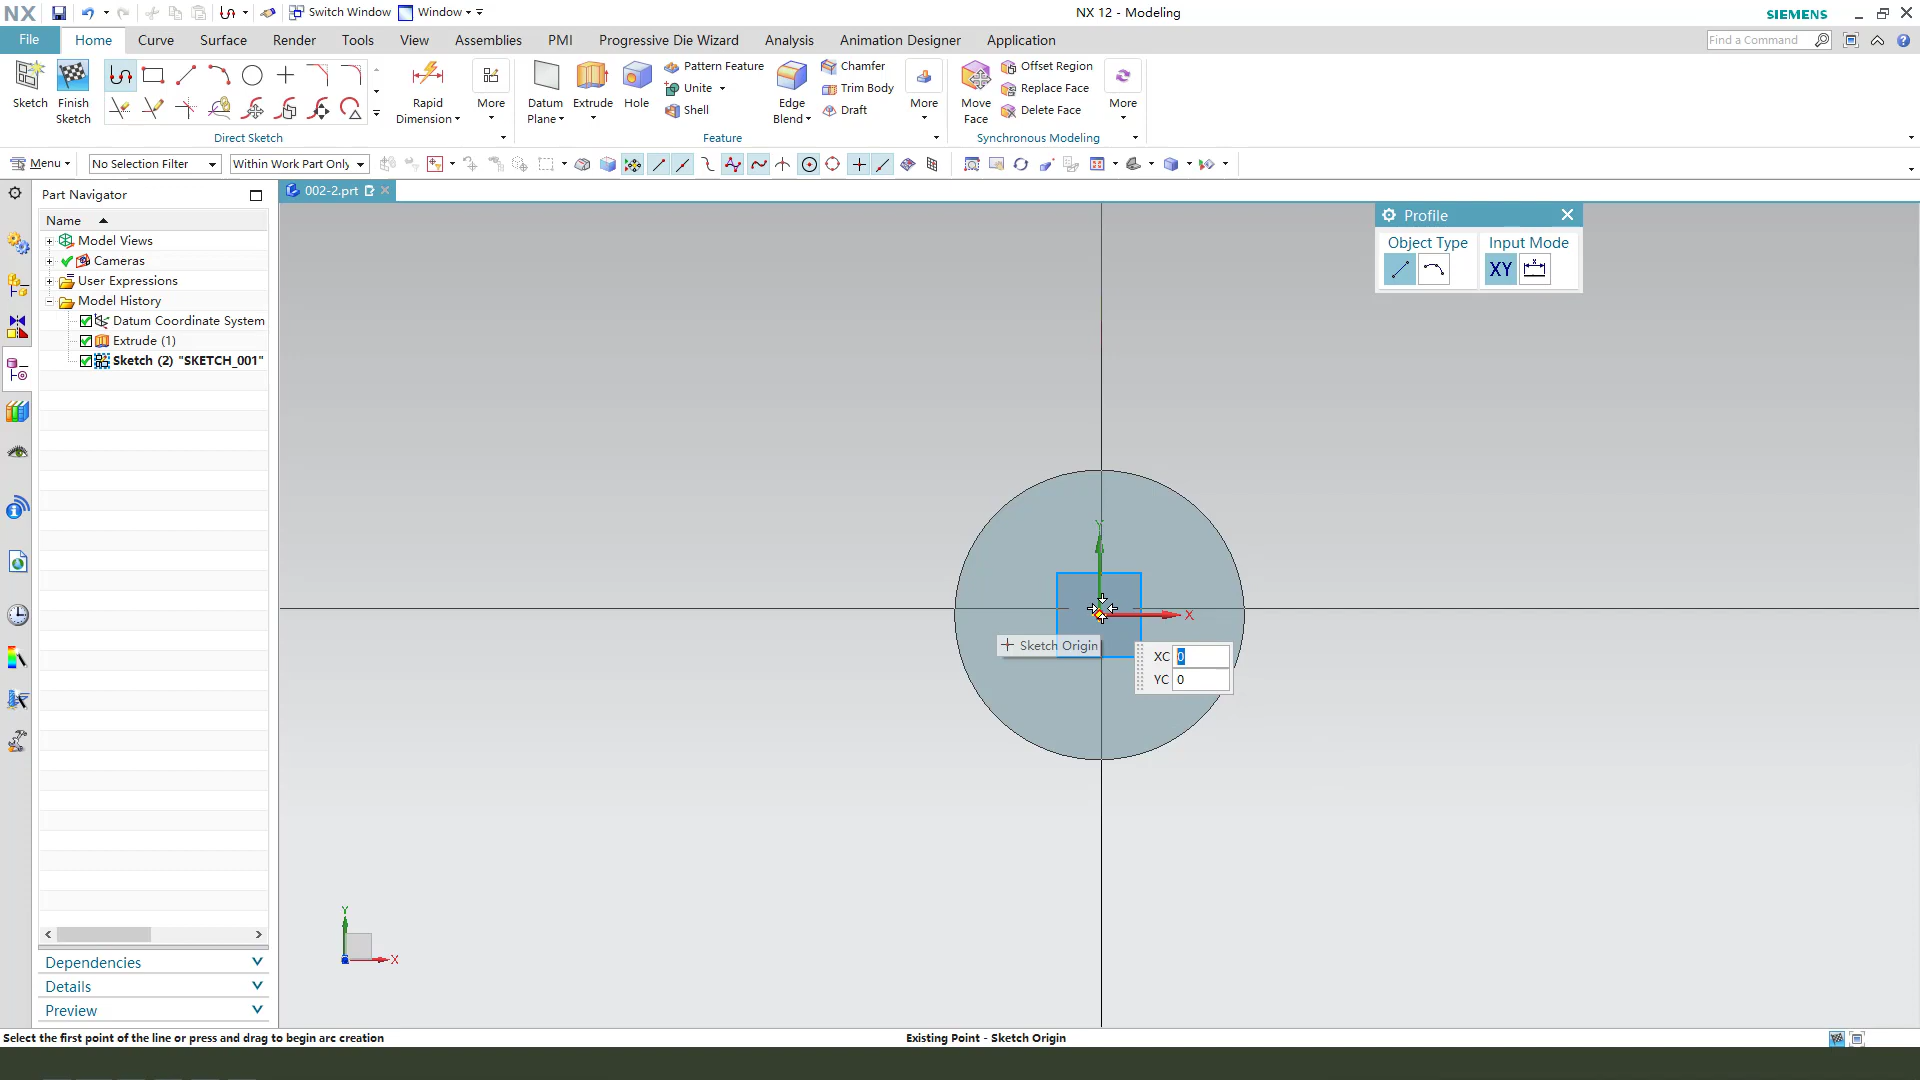 NX
Switch Window
Window
NX 12 - Modeling
SIEMENS
File
Home
Curve
Surface
Render
Tools
View
Assemblies
PMI
Progressive Die Wizard
Analysis
Animation Designer
Application
Find a Command
Sketch
Finish
Sketch
Direct Sketch
Rapid
Dimension
More
Datum
Plane
Extrude
Hole
Pattern Feature
Unite
Shell
Feature
Edge
Blend
Chamfer
Trim Body
Draft
More
Move
Face
Offset Region
Replace Face
Delete Face
More
Synchronous Modeling
Menu
No Selection Filter
Within Work Part Only
Part Navigator
002-2.prt
Name
Model Views
Cameras
User Expressions
Model History
Datum Coordinate System
Extrude (1)
Sketch (2) "SKETCH_001"
Dependencies
Details
Preview
Profile
Object Type
Input Mode
XY
Y
X
Sketch Origin
XC 0
YC 0
Y
X
Select the first point of the line or press and drag to begin arc creation
Existing Point - Sketch Origin